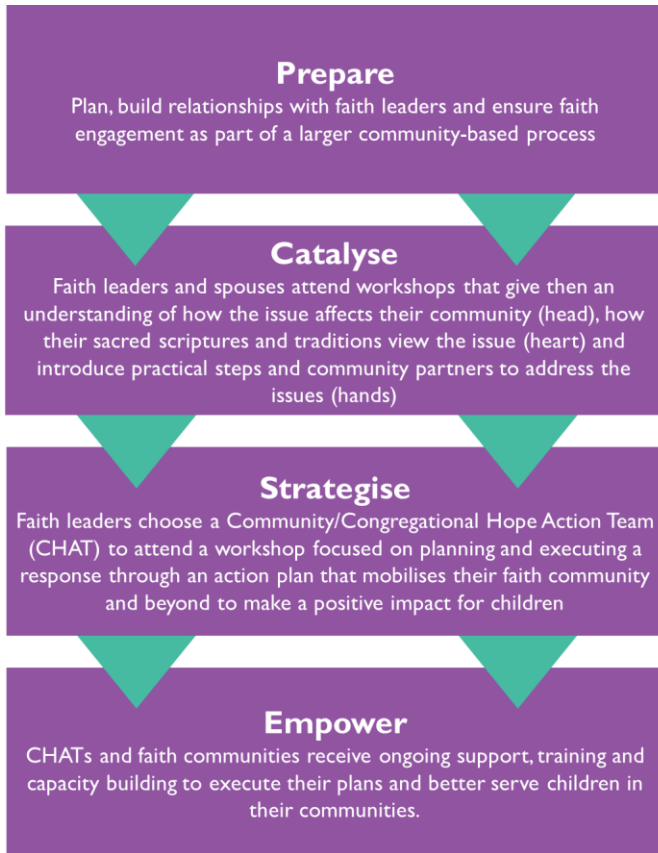 Prepare
Plan, build relationships with faith leaders and ensure faith
engagement as part of a larger community-based process
Catalyse
Faith leaders and spouses attend workshops that give then an
understanding of how the issue affects their community (head), how
their sacred scriptures and traditions view the issue (heart) and
introduce practical steps and community partners to address the
issues (hands)
Strategise
Faith leaders choose a Community/Congregational Hope Action Team
(CHAT) to attend a workshop focused on planning and executing a
response through an action plan that mobilises their faith community
and beyond to make a positive impact for children
Empower
CHATs and faith communities receive ongoing support, training and
capacity building to execute their plans and better serve children in
their communities.